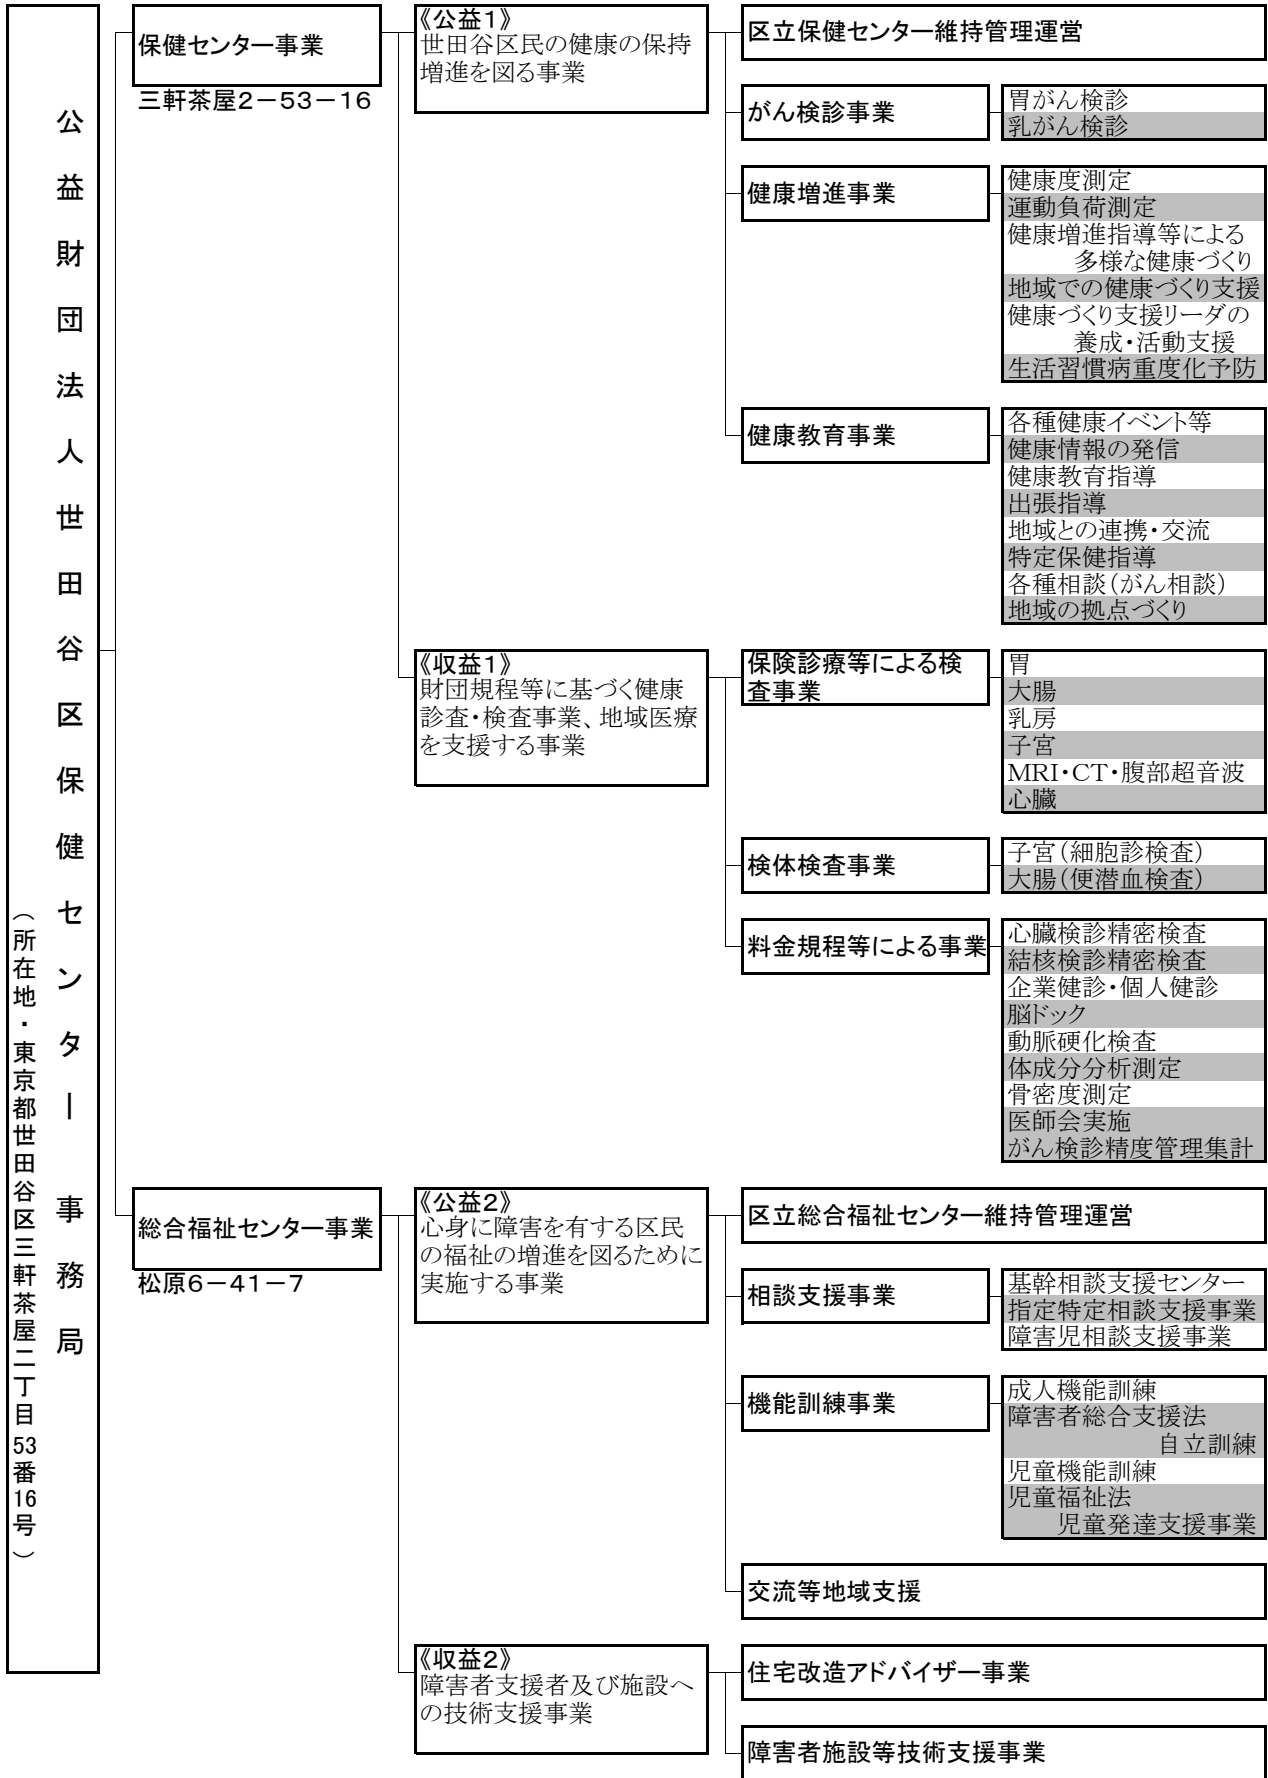 公益財団法人世田谷区保健センター 事務局
（所在地・東京都世田谷区三軒茶屋二丁目53番16号）
保健センター事業
三軒茶屋2－53－16
《公益1》
世田谷区民の健康の保持
増進を図る事業
区立保健センター維持管理運営
がん検診事業
胃がん検診
乳がん検診
健康増進事業
健康度測定
運動負荷測定
健康増進指導等による
多様な健康づくり
地域での健康づくり支援
健康づくり支援リーダの
養成・活動支援
生活習慣病重度化予防
健康教育事業
各種健康イベント等
健康情報の発信
健康教育指導
出張指導
地域との連携・交流
特定保健指導
各種相談（がん相談）
地域の拠点づくり
《収益1》
財団規程等に基づく健康
診査・検査事業、地域医療
を支援する事業
保険診療等による検
査事業
胃
大腸
乳房
子宮
MRI・CT・腹部超音波
心臓
検体検査事業
子宮（細胞診検査）
大腸（便潜血検査）
料金規程等による事業
心臓検診精密検査
結核検診精密検査
企業健診・個人健診
脳ドック
動脈硬化検査
体成分分析測定
骨密度測定
医師会実施
がん検診精度管理集計
総合福祉センター事業
松原6－41－7
《公益2》
心身に障害を有する区民
の福祉の増進を図るために
実施する事業
区立総合福祉センター維持管理運営
相談支援事業
基幹相談支援センター
指定特定相談支援事業
障害児相談支援事業
機能訓練事業
成人機能訓練
障害者総合支援法
自立訓練
児童機能訓練
児童福祉法
児童発達支援事業
交流等地域支援
《収益2》
障害者支援者及び施設へ
の技術支援事業
住宅改造アドバイザー事業
障害者施設等技術支援事業